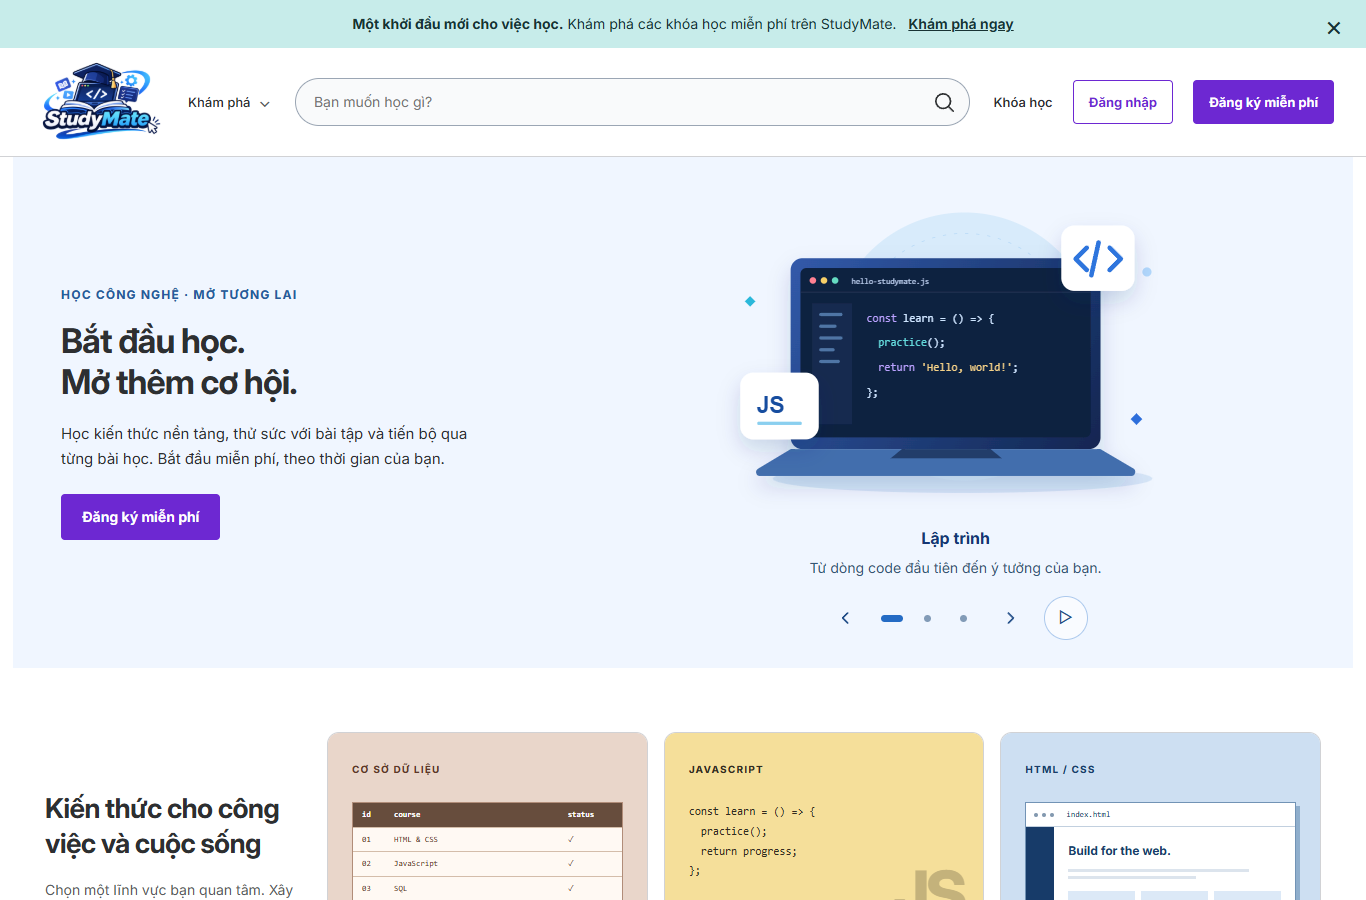 Một khởi đầu mới cho việc học. Khám phá các khóa học miễn phí trên StudyMate. Khám phá ngay
StudyMate
Khám phá
Bạn muốn học gì?
Khóa học
Đăng nhập
Đăng ký miễn phí
HỌC CÔNG NGHỆ · MỞ TƯƠNG LAI
Bắt đầu học.
Mở thêm cơ hội.
Học kiến thức nền tảng, thử sức với bài tập và tiến bộ qua
từng bài học. Bắt đầu miễn phí, theo thời gian của bạn.
Đăng ký miễn phí
</>
hello-studymate.js
const learn = () => {
practice();
return 'Hello, world!';
};
JS
Lập trình
Từ dòng code đầu tiên đến ý tưởng của bạn.
Kiến thức cho công
việc và cuộc sống
Chọn một lĩnh vực bạn quan tâm. Xây
CƠ SỞ DỮ LIỆU
id course status
01 HTML & CSS ✓
02 JavaScript ✓
03 SQL ✓
JAVASCRIPT
const learn = () => {
practice();
return progress;
};
JS
HTML / CSS
index.html
Build for the web.